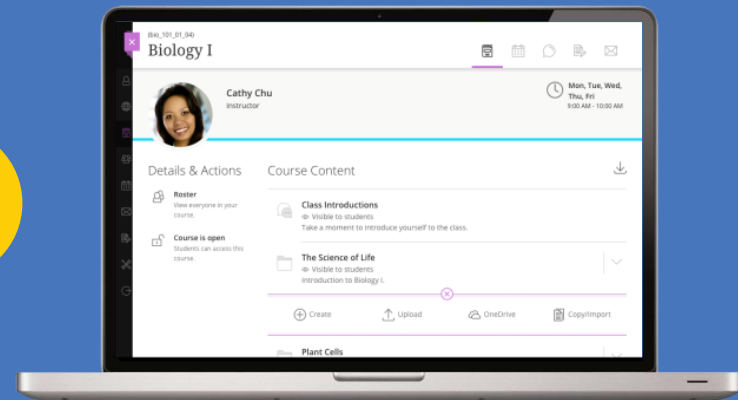 (bio_101_01_04)
Biology I
Cathy Chu
Instructor
Mon, Tue, Wed,
Thu, Fri
9:00 AM - 10:00 AM
Details & Actions
Roster
View everyone in your
course.
Course is open
Students can access this
course.
Course Content
Class Introductions
Visible to students
Take a moment to introduce yourself to the class.
The Science of Life
Visible to students
Introduction to Biology I.
Create
Upload
OneDrive
Copy/Import
Plant Cells